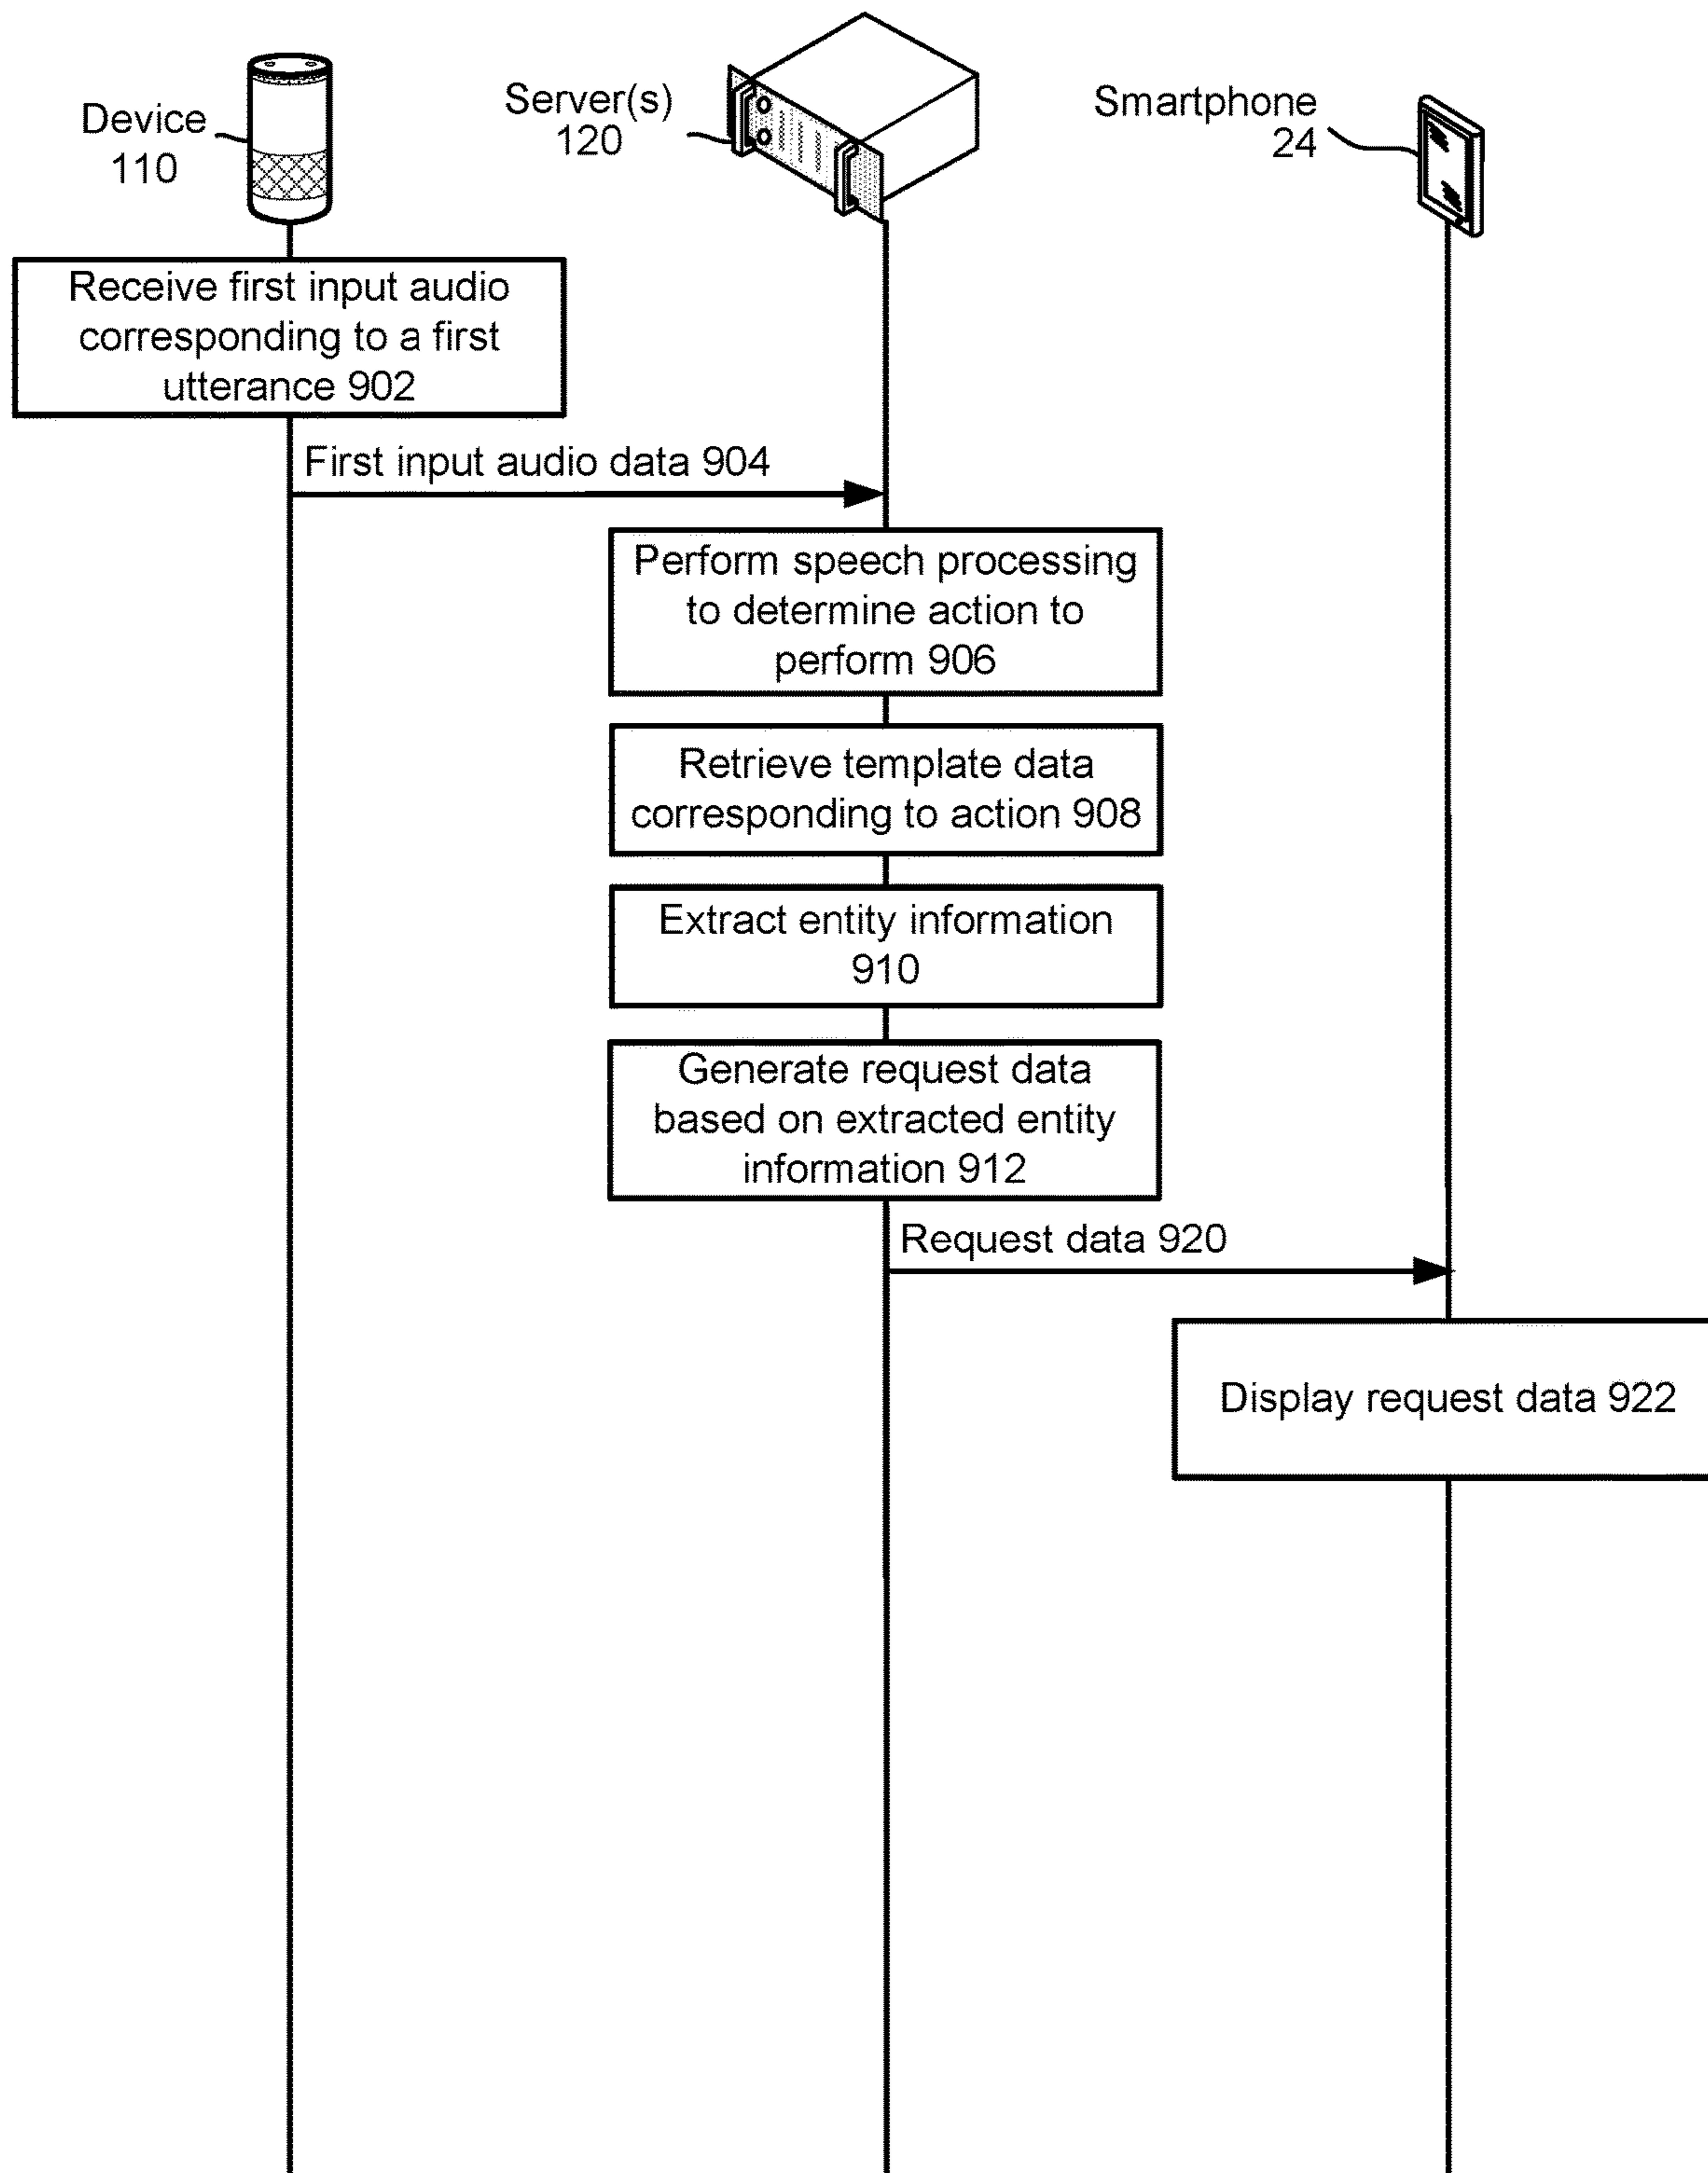 Device
110
Server(s)
120
Smartphone
24
Receive first input audio
corresponding to a first
utterance 902
First input audio data 904
Perform speech processing
to determine action to
perform 906
Retrieve template data
corresponding to action 908
Extract entity information
910
Generate request data
based on extracted entity
information 912
Request data 920
Display request data 922